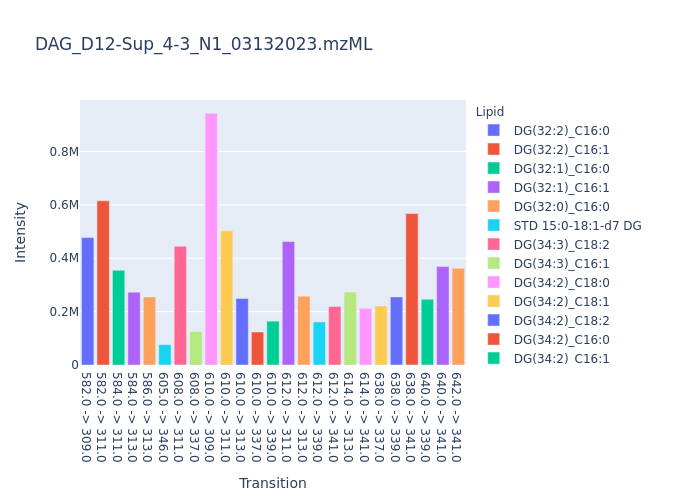 DAG_D12-Sup_4-3_N1_03132023.mzML
Lipid
DG(32:2)_C16:0
DG(32:2)_C16:1
DG(32:1)_C16:0
DG(32:1)_C16:1
DG(32:0)_C16:0
STD 15:0-18:1-d7 DG
DG(34:3)_C18:2
DG(34:3)_C16:1
DG(34:2)_C18:0
DG(34:2)_C18:1
DG(34:2)_C18:2
DG(34:2)_C16:0
DG(34:2)_C16:1
Intensity
0.8M
0.6M
0.4M
0.2M
0
582.0 -> 309.0
582.0 -> 311.0
584.0 -> 311.0
584.0 -> 313.0
586.0 -> 313.0
605.0 -> 346.0
608.0 -> 311.0
608.0 -> 337.0
610.0 -> 309.0
610.0 -> 311.0
610.0 -> 313.0
610.0 -> 337.0
610.0 -> 339.0
612.0 -> 311.0
612.0 -> 313.0
612.0 -> 339.0
612.0 -> 341.0
614.0 -> 313.0
614.0 -> 341.0
638.0 -> 337.0
638.0 -> 339.0
638.0 -> 341.0
640.0 -> 339.0
640.0 -> 341.0
642.0 -> 341.0
Transition